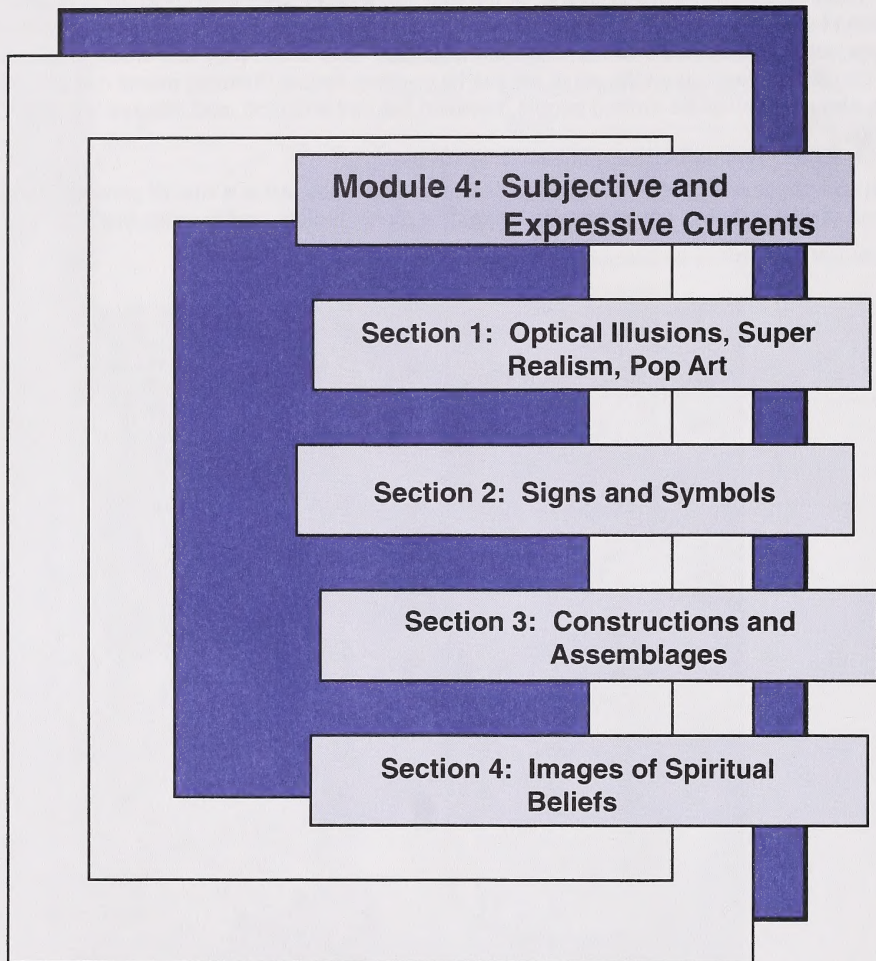 Module 4: Subjective and
Expressive Currents
Section 1: Optical Illusions, Super
Realism, Pop Art
Section 2: Signs and Symbols
Section 3: Constructions and
Assemblages
Section 4: Images of Spiritual
Beliefs